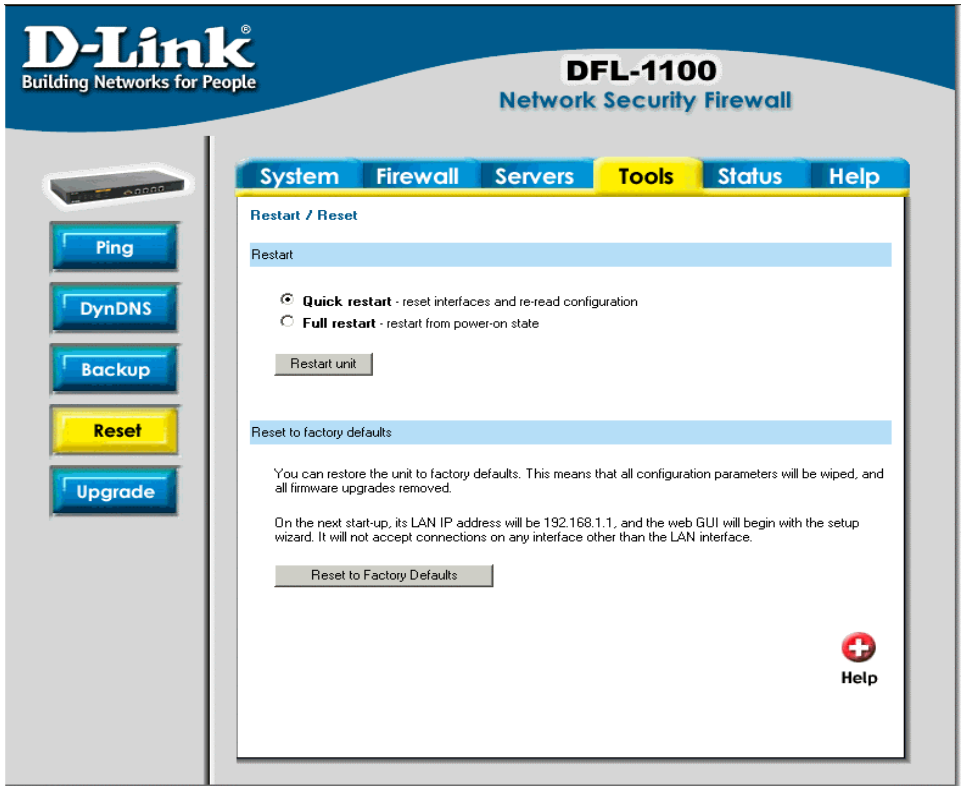 D-Link®
Building Networks for People
DFL-1100
Network Security Firewall
System Firewall Servers Tools Status Help
Ping
DynDNS
Backup
Reset
Upgrade
Restart / Reset
Restart
Quick restart - reset interfaces and re-read configuration
Full restart - restart from power-on state
Restart unit
Reset to factory defaults
You can restore the unit to factory defaults. This means that all configuration parameters will be wiped, and
all firmware upgrades removed.
On the next start-up, its LAN IP address will be 192.168.1.1, and the web GUI will begin with the setup
wizard. It will not accept connections on any interface other than the LAN interface.
Reset to Factory Defaults
Help